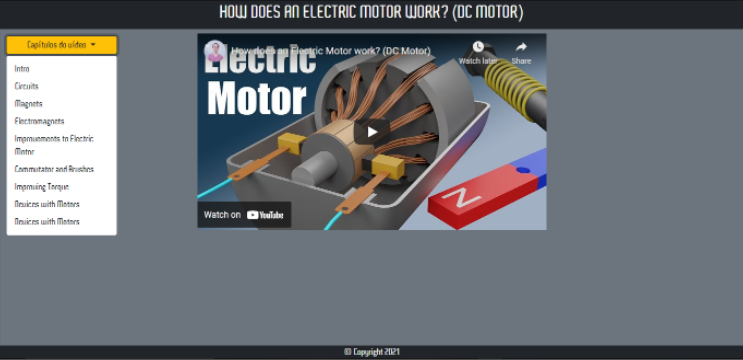 HOW DOES AN ELECTRIC MOTOR WORK? (DC MOTOR)
Capítulos do vídeo
Intro
Circuits
Magnets
Electromagnets
Improvements to Electric
Motor
Commutator and Brushes
Improving Torque
Devices with Motors
Devices with Motors
How does an Electric Motor work? (DC Motor)
Watch later
Share
Electric
Motor
N
Watch on YouTube
© Copyright 2021